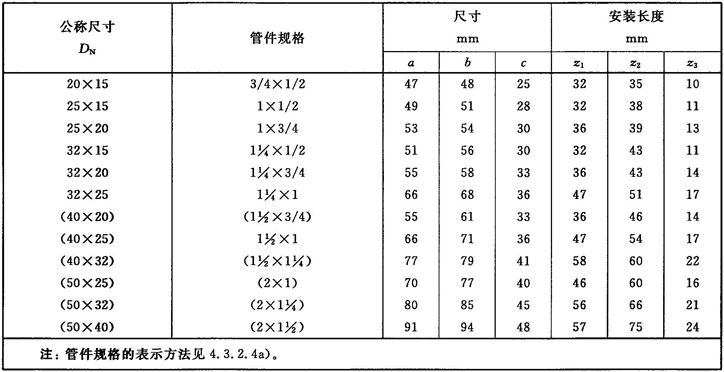 公称尺寸 管件规格 尺寸 安装长度
DN mm mm
a b c z1 z2 z3
20×15 3/4×1/2 47 48 25 32 35 10
25×15 1×1/2 49 51 28 32 38 11
25×20 1×3/4 53 54 30 36 39 13
32×15 1¼×1/2 51 56 30 32 43 11
32×20 1¼×3/4 55 58 33 36 43 14
32×25 1¼×1 66 68 36 47 51 17
(40×20) (1½×3/4) 55 61 33 36 46 14
(40×25) 1½×1 66 71 36 47 54 17
(40×32) (1½×1¼) 77 79 41 58 60 22
(50×25) (2×1) 70 77 40 46 60 16
(50×32) (2×1¼) 80 85 45 56 66 21
(50×40) (2×1½) 91 94 48 57 75 24
注：管件规格的表示方法见4.3.2.4a)。